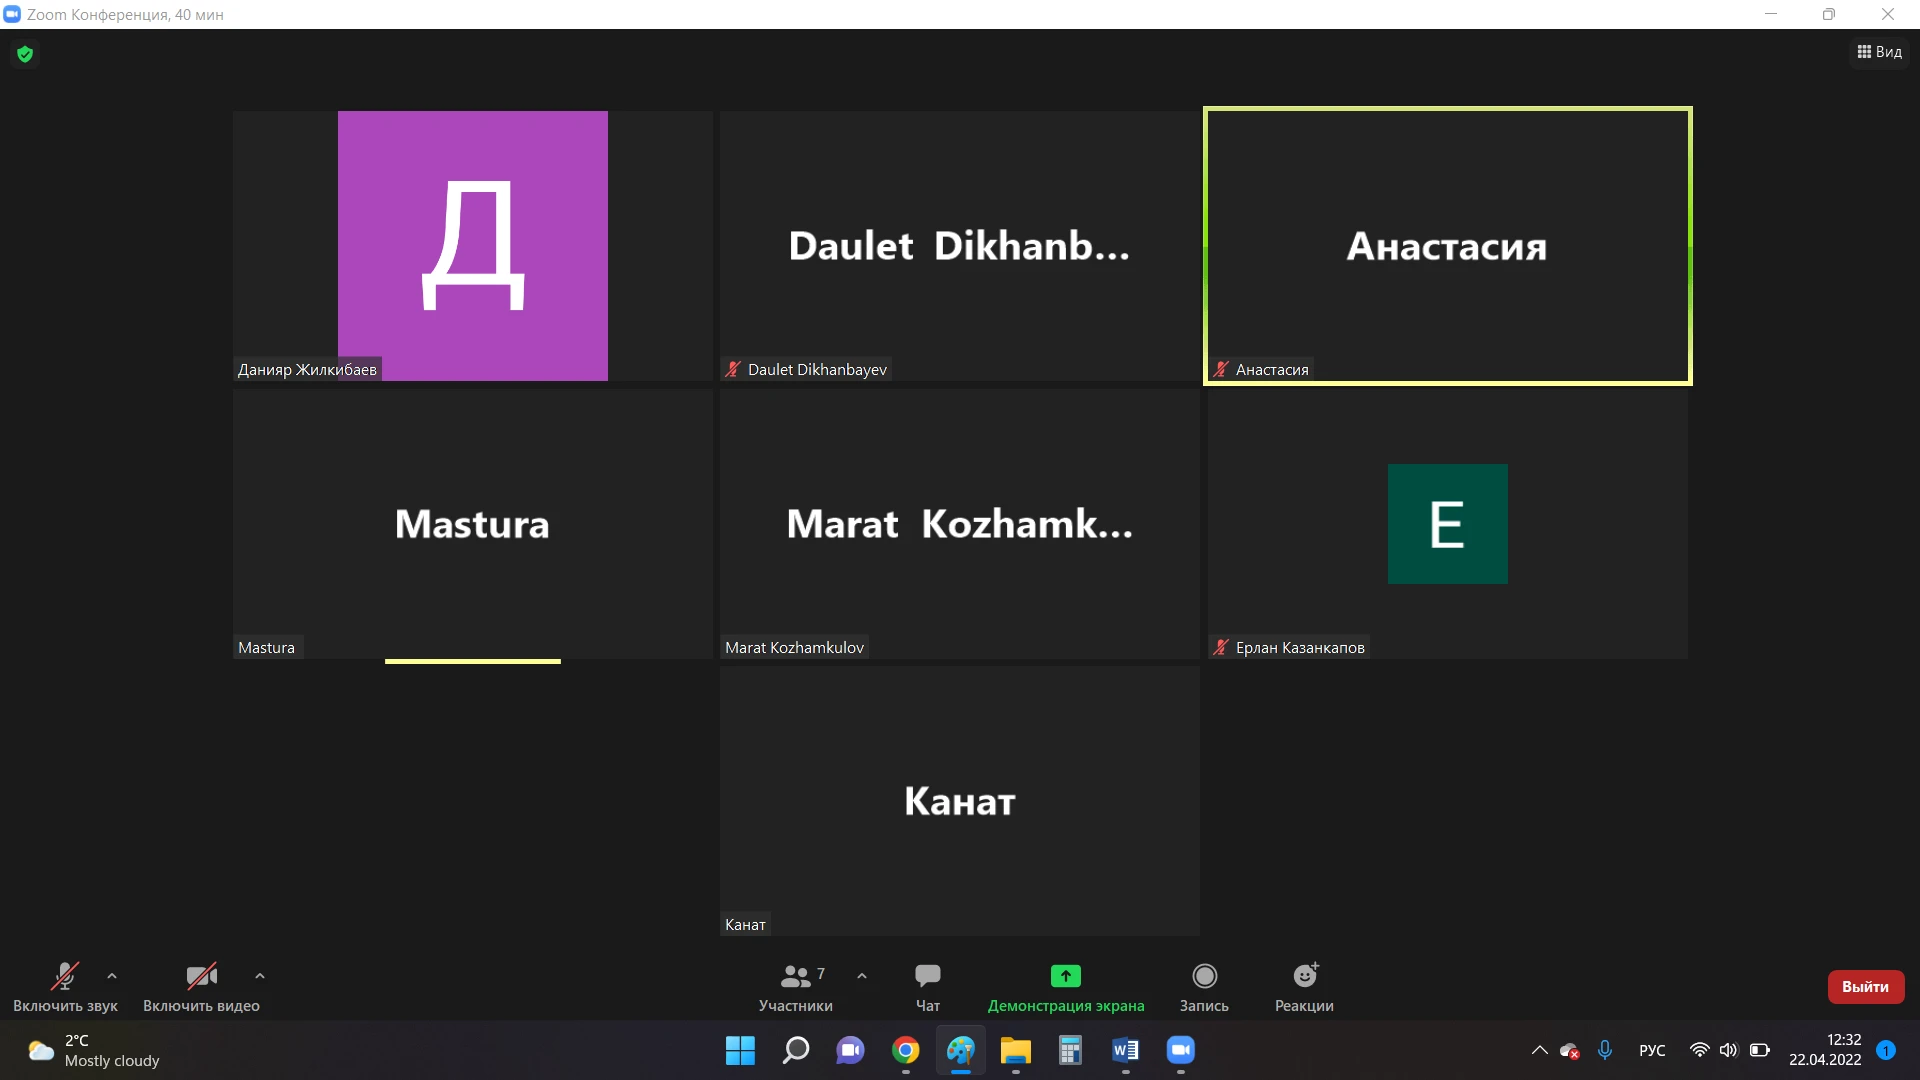 Zoom Конференция, 40 мин
Вид
Д
Данияр Жилкибаев
Daulet Dikhanb...
Daulet Dikhanbayev
Анастасия
Анастасия
Mastura
Mastura
Marat Kozhamk...
Marat Kozhamkulov
Е
Ерлан Казанкапов
Канат
Канат
Включить звук
Включить видео
7
Участники
Чат
Демонстрация экрана
Запись
Реакции
Выйти
2°C
Mostly cloudy
W
РУС
12:32
22.04.2022
1